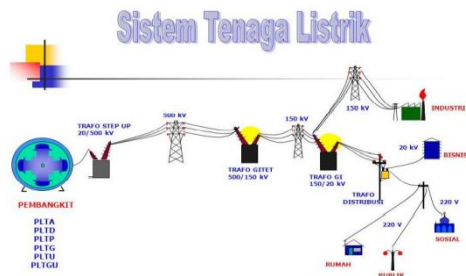 Sistem Tenaga Listrik
150 kV
INDUSTRI
TRAFO STEP UP
20/500 kV
500 kV
150 kV
20 kV
BISNIS
TRAFO GITET
500/150 kV
TRAFO GI
150/20 kV
TRAFO
DISTRIBUSI
PEMBANGKIT
PLTA
PLTD
PLTP
PLTG
PLTU
PLTGU
220 V
220 V
SOSIAL
RUMAH
PUBLIK